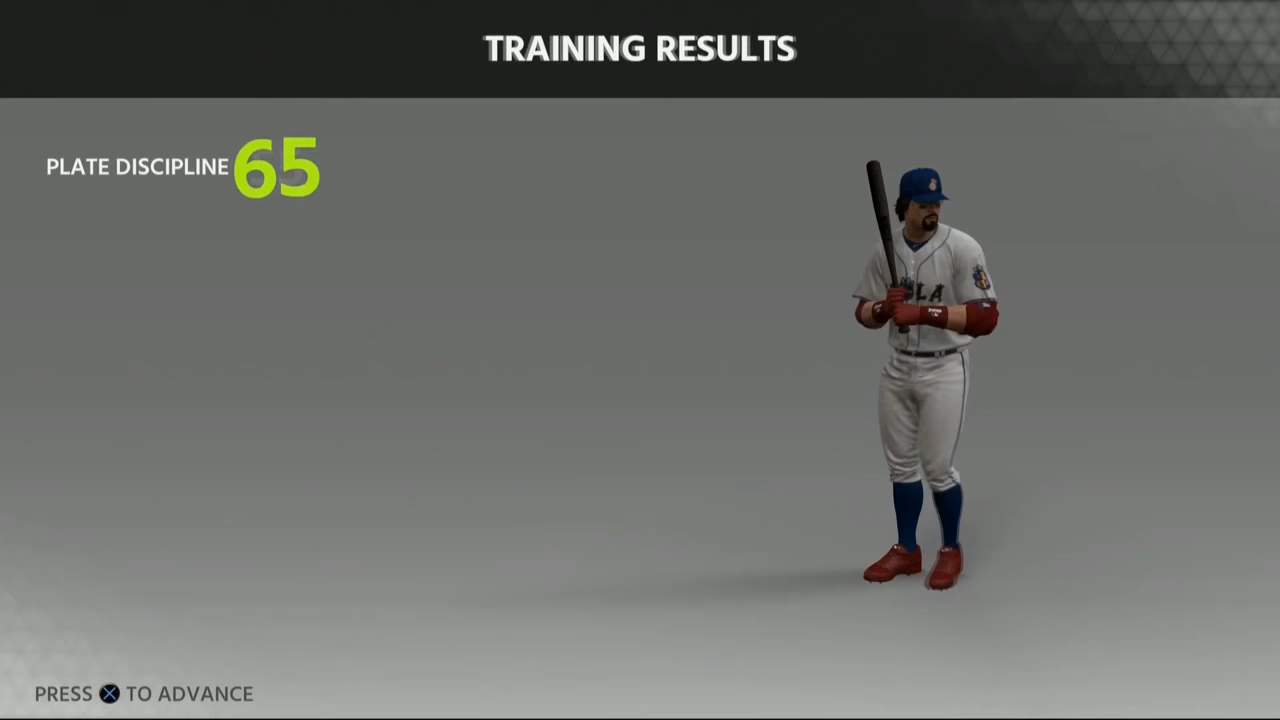 TRAINING RESULTS
PLATE DISCIPLINE 65
PRESS TO ADVANCE